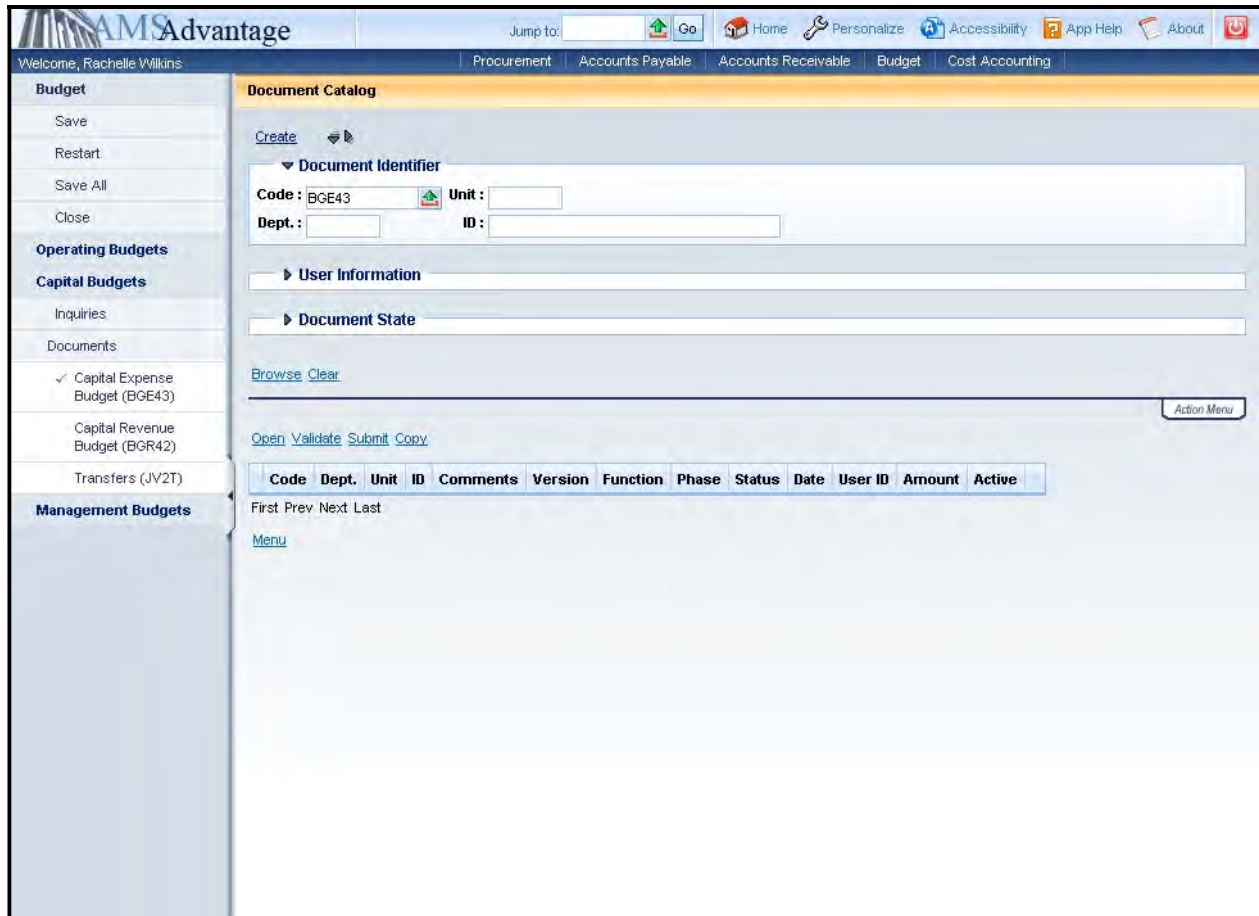 AMSAdvantage
Jump to: Go Home Personalize Accessibility App Help About
Welcome, Rachelle Wilkins Procurement Accounts Payable Accounts Receivable Budget Cost Accounting
Budget
Save
Restart
Save All
Close
Operating Budgets
Capital Budgets
Inquiries
Documents
✓ Capital Expense
Budget (BGE43)
Capital Revenue
Budget (BGR42)
Transfers (JV2T)
Management Budgets
Document Catalog
Create
Document Identifier
Code : BGE43 Unit :
Dept. : ID :
User Information
Document State
Browse Clear
Action Menu
Open Validate Submit Copy
Code Dept. Unit ID Comments Version Function Phase Status Date User ID Amount Active
First Prev Next Last
Menu